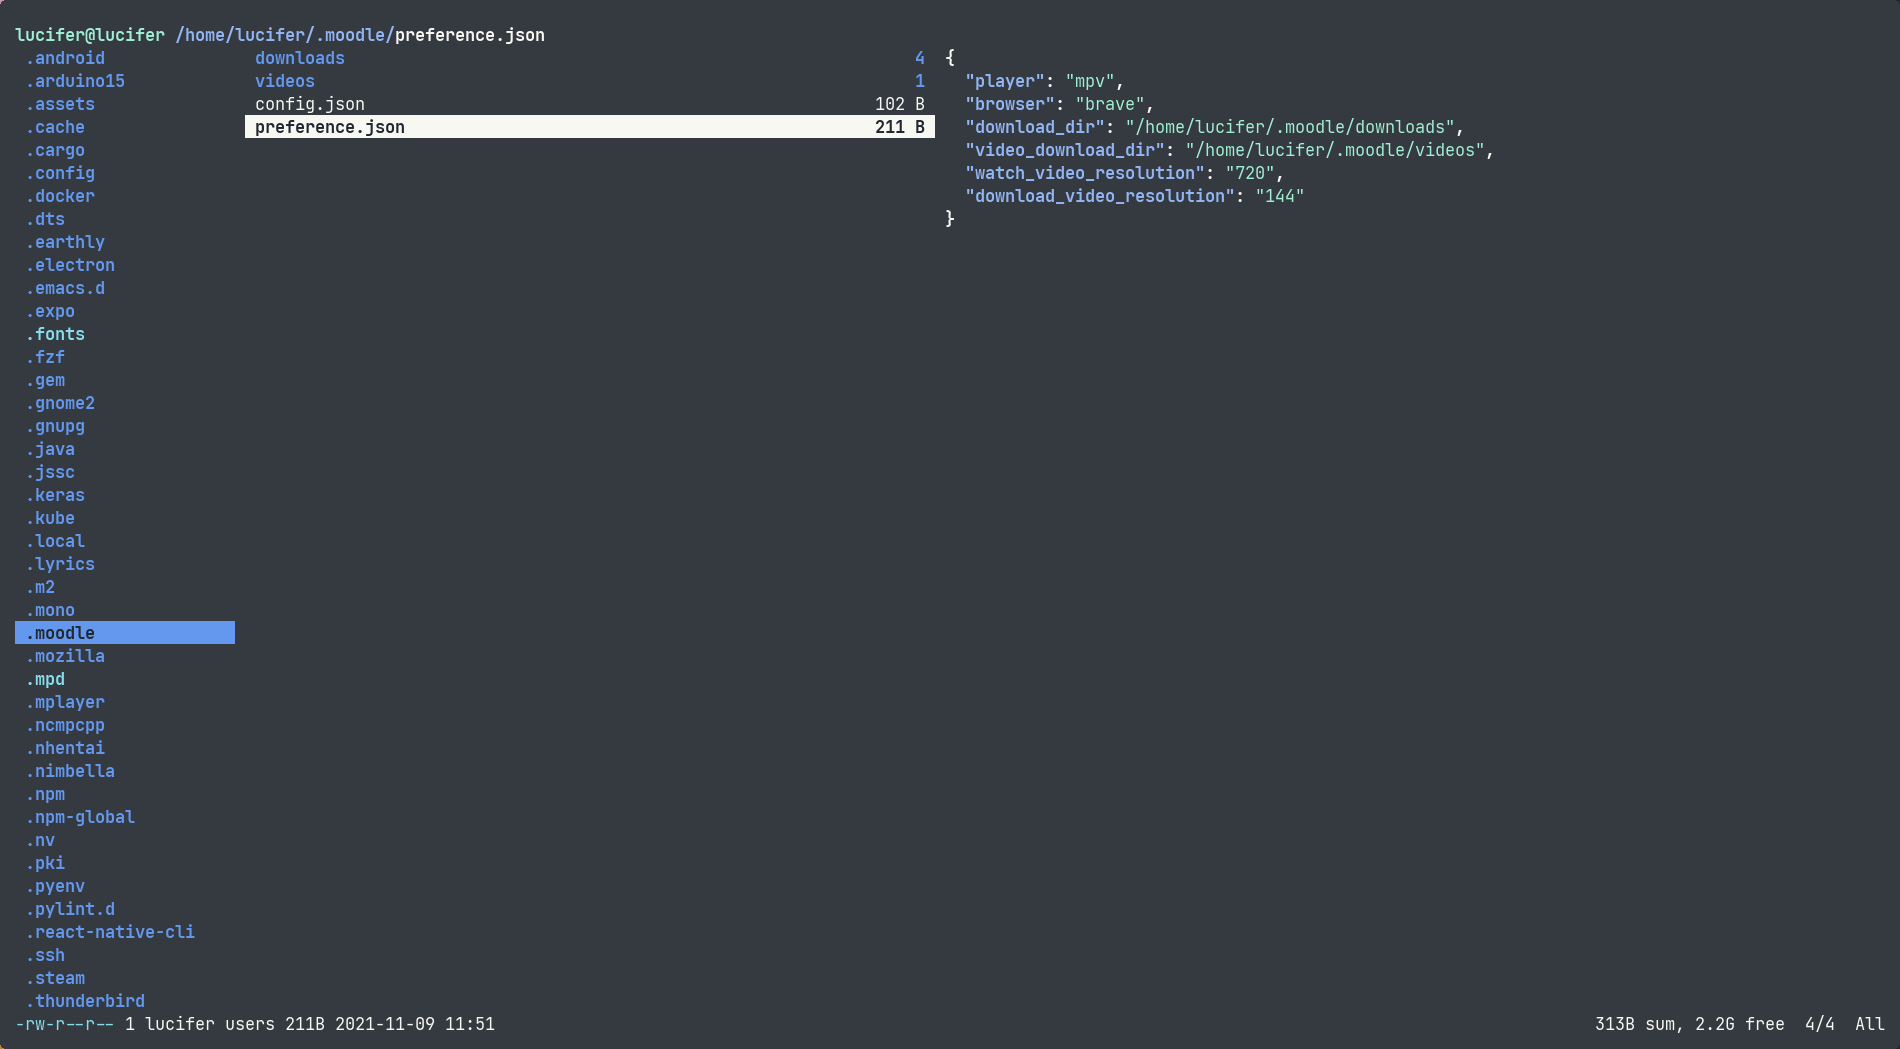 lucifer@lucifer /home/lucifer/.moodle/preference.json
.android
.arduino15
.assets
.cache
.cargo
.config
.docker
.dts
.earthly
.electron
.emacs.d
.expo
.fonts
.fzf
.gem
.gnome2
.gnupg
.java
.jssc
.keras
.kube
.local
.lyrics
.m2
.mono
.moodle
.mozilla
.mpd
.mplayer
.ncmpcpp
.nhentai
.nimbella
.npm
.npm-global
.nv
.pki
.pyenv
.pylint.d
.react-native-cli
.ssh
.steam
.thunderbird
downloads 4
videos 1
config.json 102 B
preference.json 211 B
{
"player": "mpv",
"browser": "brave",
"download_dir": "/home/lucifer/.moodle/downloads",
"video_download_dir": "/home/lucifer/.moodle/videos",
"watch_video_resolution": "720",
"download_video_resolution": "144"
}
-rw-r--r-- 1 lucifer users 211B 2021-11-09 11:51 313B sum, 2.2G free 4/4 All